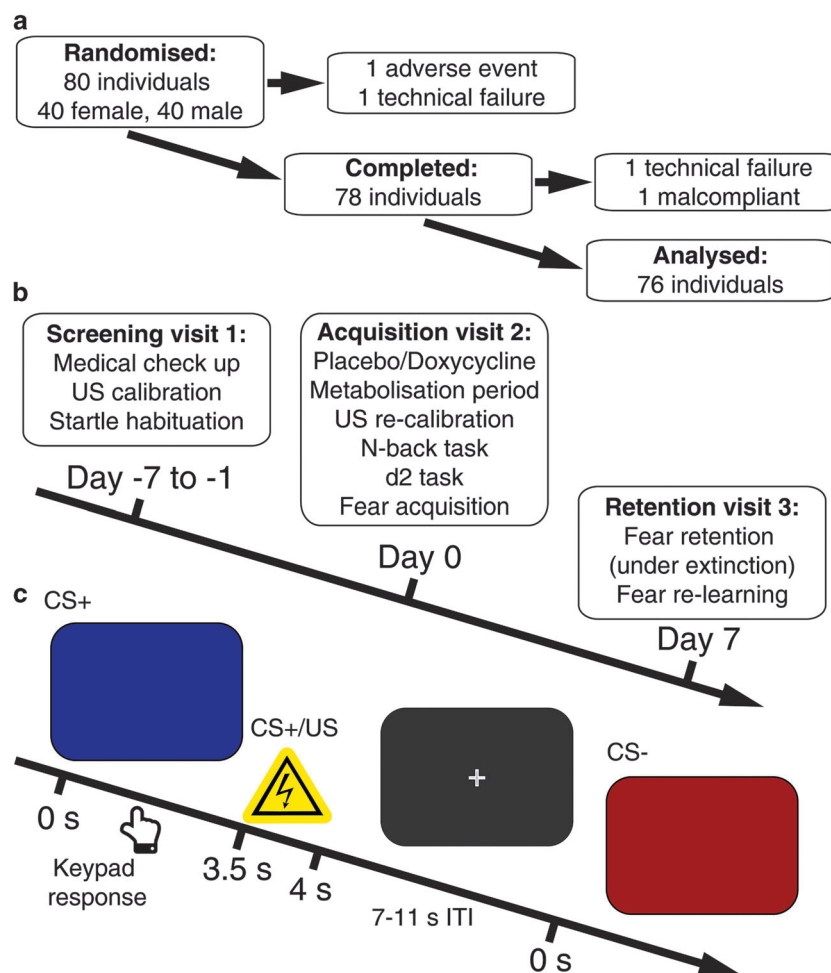 a
Randomised:
80 individuals
40 female, 40 male
1 adverse event
1 technical failure
Completed:
78 individuals
1 technical failure
1 malcompliant
Analysed:
76 individuals
b
Screening visit 1:
Medical check up
US calibration
Startle habituation
Day -7 to -1
Acquisition visit 2:
Placebo/Doxycycline
Metabolisation period
US re-calibration
N-back task
d2 task
Fear acquisition
Day 0
Retention visit 3:
Fear retention
(under extinction)
Fear re-learning
Day 7
c
CS+
CS+/US
CS-
0 s
Keypad
response
3.5 s
4 s
7-11 s ITI
0 s